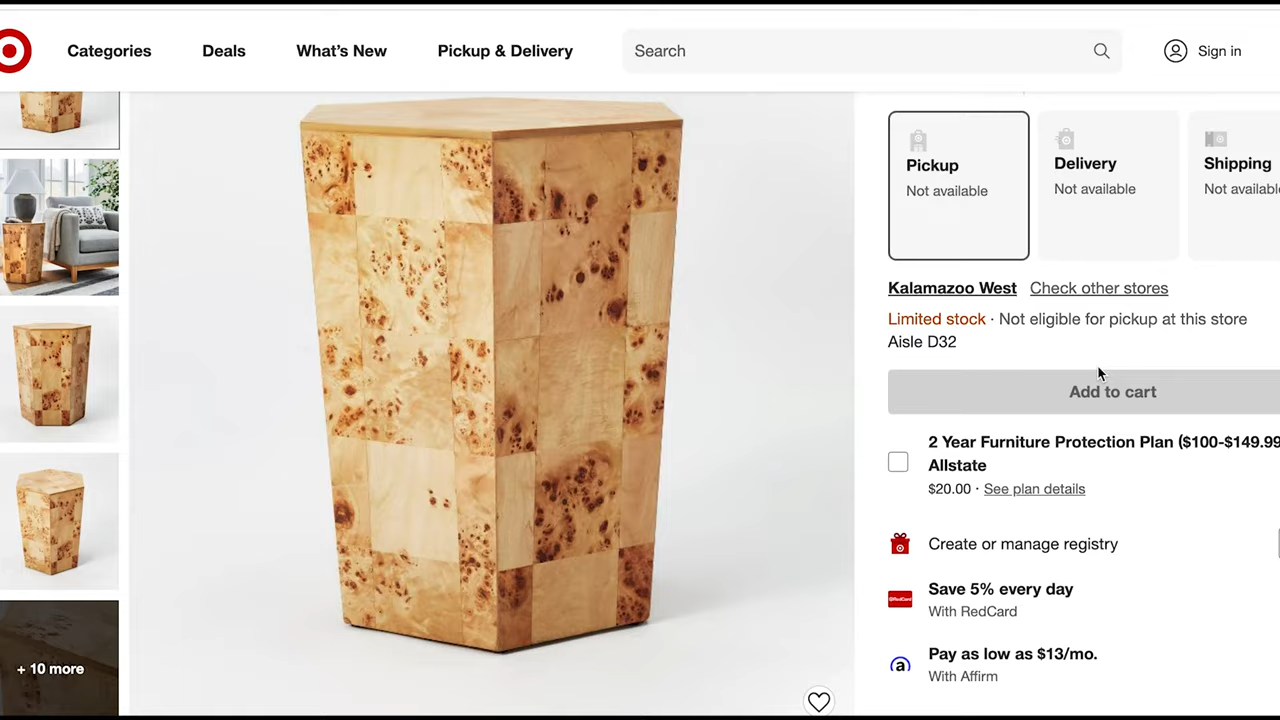 Categories
Deals
What's New
Pickup & Delivery
Search
Sign in
Pickup
Not available
Delivery
Not available
Shipping
Not
Kalamazoo West
Check other stores
Limited stock · Not eligible for pickup at this store
Aisle D32
Add to cart
2 Year Furniture Protection Plan ($100-$149.99
Allstate
$20.00 · See plan details
Create or manage registry
RedCard
Save 5% every day
With RedCard
a
Pay as low as $13/mo.
With Affirm
+ 10 more